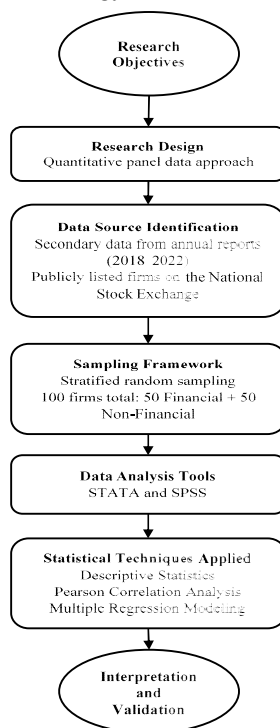 Research
Objectives
Research Design
Quantitative panel data approach
Data Source Identification
Secondary data from annual reports
(2018–2022)
Publicly listed firms on the National
Stock Exchange
Sampling Framework
Stratified random sampling
100 firms total: 50 Financial + 50
Non-Financial
Data Analysis Tools
STATA and SPSS
Statistical Techniques Applied
Descriptive Statistics
Pearson Correlation Analysis
Multiple Regression Modeling
Interpretation
and
Validation